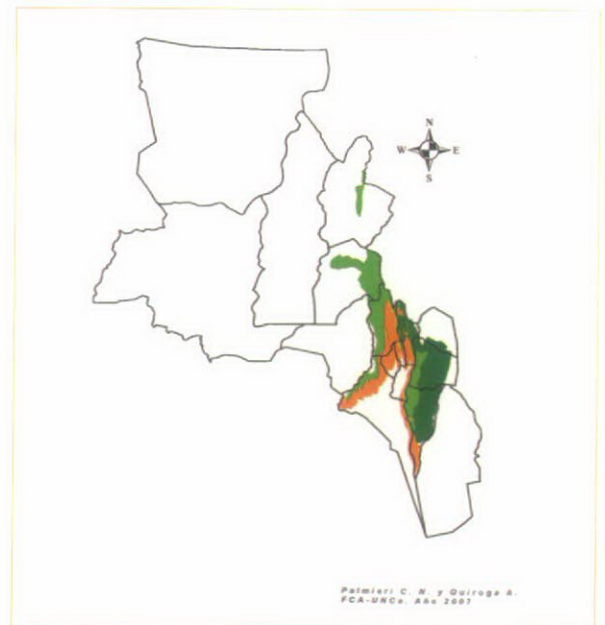 N
W E
S
Palmieri C. N. y Quiroga A.
FCA-UNCa. Año 2007